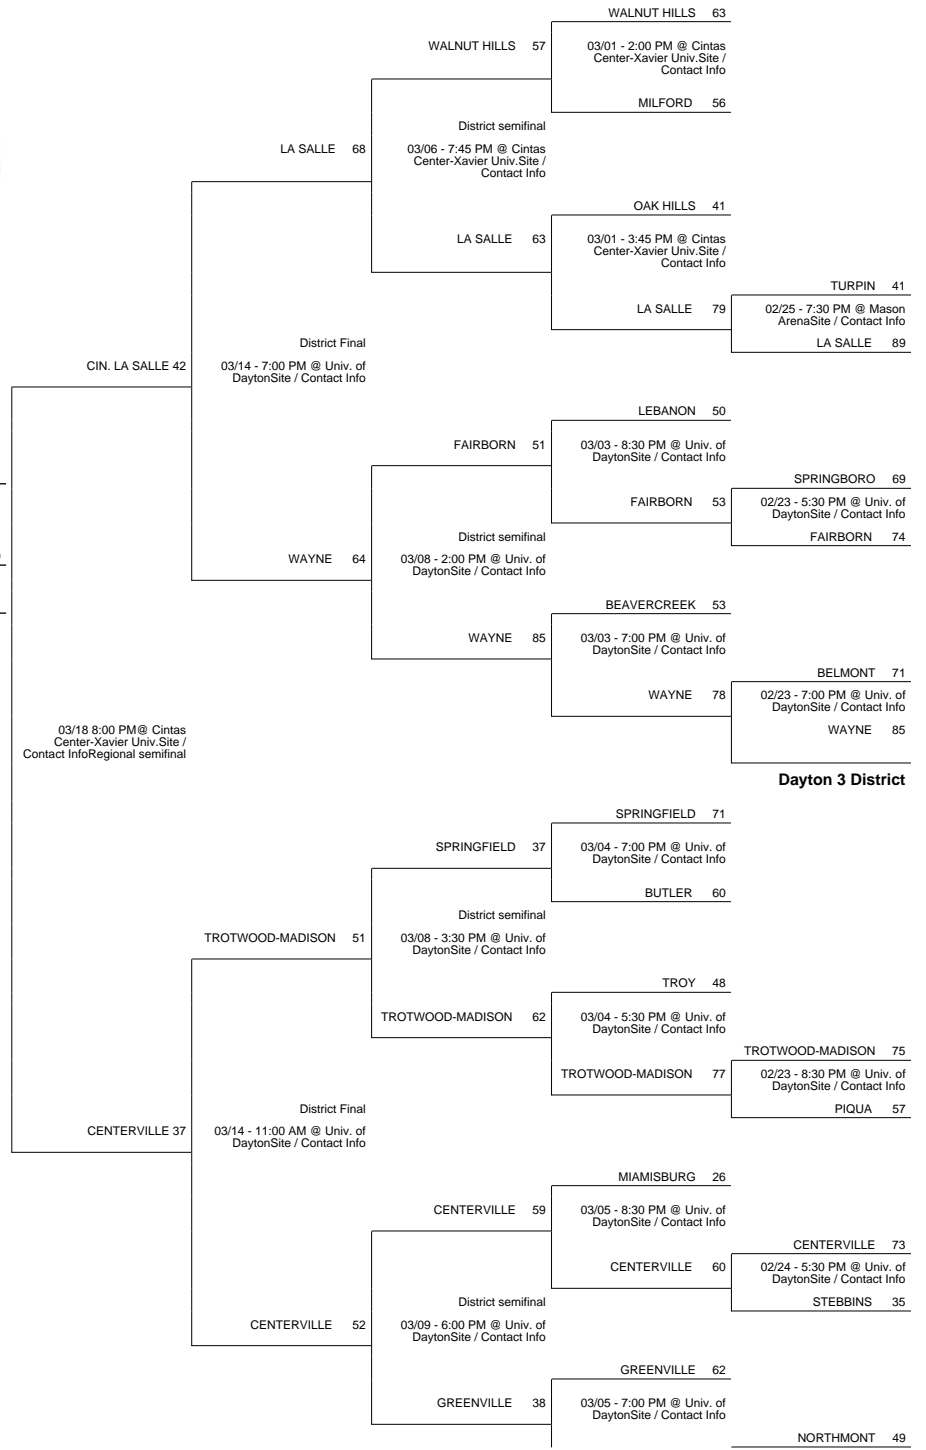 WALNUT HILLS 63
WALNUT HILLS 57
03/01 - 2:00 PM @ Cintas
Center-Xavier Univ.Site /
Contact Info
MILFORD 56
District semifinal
LA SALLE 68
03/06 - 7:45 PM @ Cintas
Center-Xavier Univ.Site /
Contact Info
OAK HILLS 41
LA SALLE 63
03/01 - 3:45 PM @ Cintas
Center-Xavier Univ.Site /
Contact Info
TURPIN 41
LA SALLE 79
02/25 - 7:30 PM @ Mason
ArenaSite / Contact Info
LA SALLE 89
District Final
CIN. LA SALLE 42
03/14 - 7:00 PM @ Univ. of
DaytonSite / Contact Info
LEBANON 50
FAIRBORN 51
03/03 - 8:30 PM @ Univ. of
DaytonSite / Contact Info
SPRINGBORO 69
FAIRBORN 53
02/23 - 5:30 PM @ Univ. of
DaytonSite / Contact Info
FAIRBORN 74
District semifinal
WAYNE 64
03/08 - 2:00 PM @ Univ. of
DaytonSite / Contact Info
BEAVERCREEK 53
WAYNE 85
03/03 - 7:00 PM @ Univ. of
DaytonSite / Contact Info
BELMONT 71
WAYNE 78
02/23 - 7:00 PM @ Univ. of
DaytonSite / Contact Info
WAYNE 85
03/18 8:00 PM@ Cintas
Center-Xavier Univ.Site /
Contact InfoRegional semifinal
Dayton 3 District
SPRINGFIELD 71
SPRINGFIELD 37
03/04 - 7:00 PM @ Univ. of
DaytonSite / Contact Info
BUTLER 60
District semifinal
TROTWOOD-MADISON 51
03/08 - 3:30 PM @ Univ. of
DaytonSite / Contact Info
TROY 48
TROTWOOD-MADISON 62
03/04 - 5:30 PM @ Univ. of
DaytonSite / Contact Info
TROTWOOD-MADISON 75
TROTWOOD-MADISON 77
02/23 - 8:30 PM @ Univ. of
DaytonSite / Contact Info
PIQUA 57
District Final
CENTERVILLE 37
03/14 - 11:00 AM @ Univ. of
DaytonSite / Contact Info
MIAMISBURG 26
CENTERVILLE 59
03/05 - 8:30 PM @ Univ. of
DaytonSite / Contact Info
CENTERVILLE 73
CENTERVILLE 60
02/24 - 5:30 PM @ Univ. of
DaytonSite / Contact Info
STEBBINS 35
District semifinal
CENTERVILLE 52
03/09 - 6:00 PM @ Univ. of
DaytonSite / Contact Info
GREENVILLE 62
GREENVILLE 38
03/05 - 7:00 PM @ Univ. of
DaytonSite / Contact Info
NORTHMONT 49